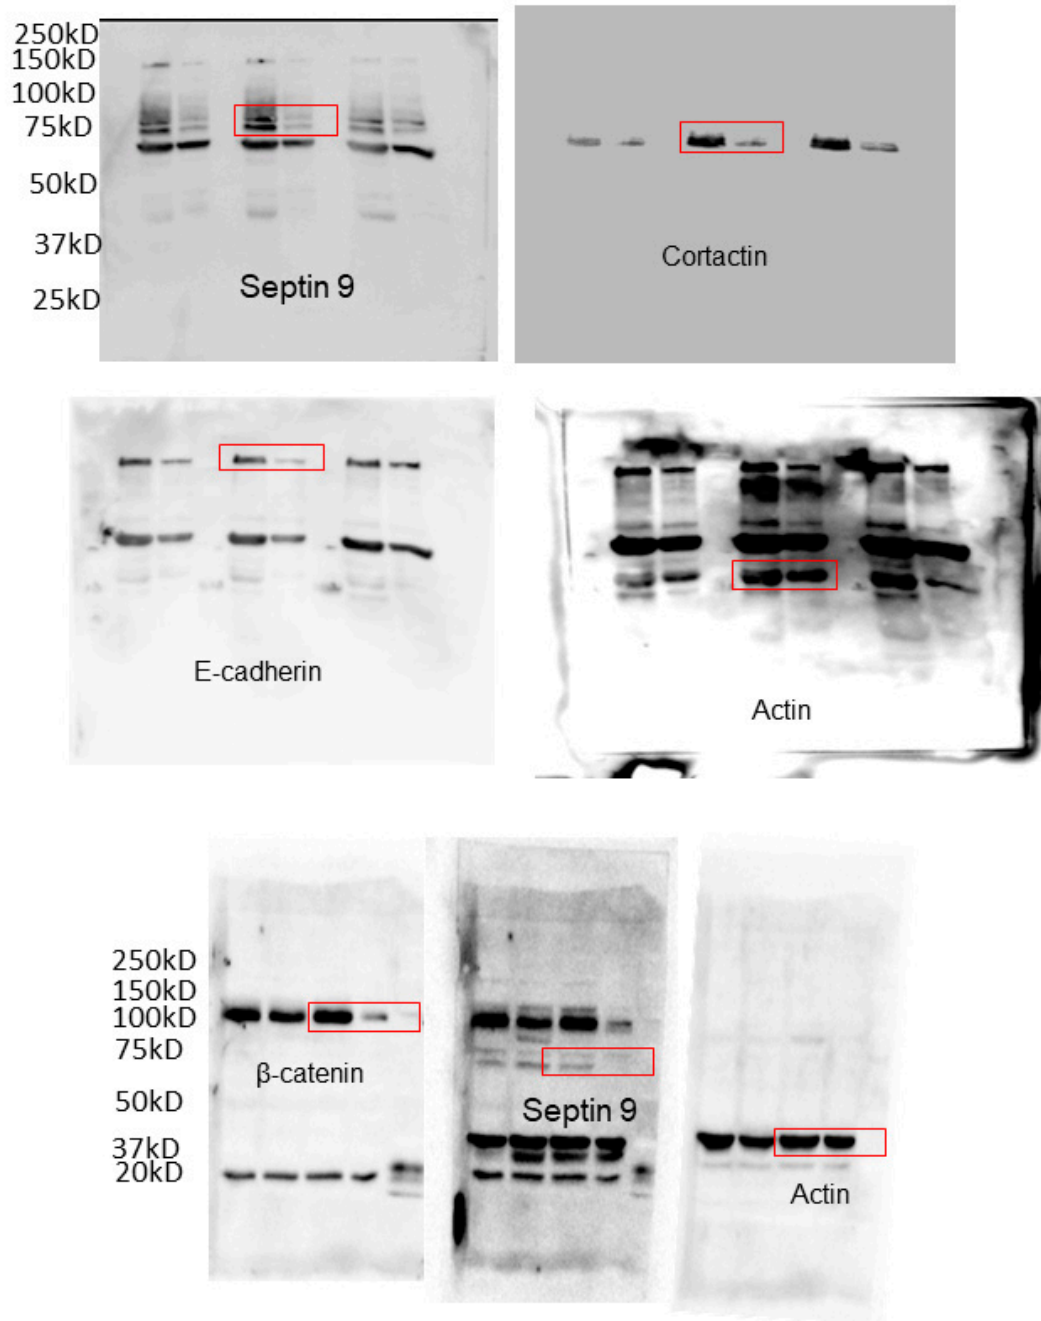 250kD
150kD
100kD
75kD
50kD
37kD
25kD
Septin 9
Cortactin
E-cadherin
Actin
250kD
150kD
100kD
75kD
50kD
37kD
20kD
β-catenin
Septin 9
Actin